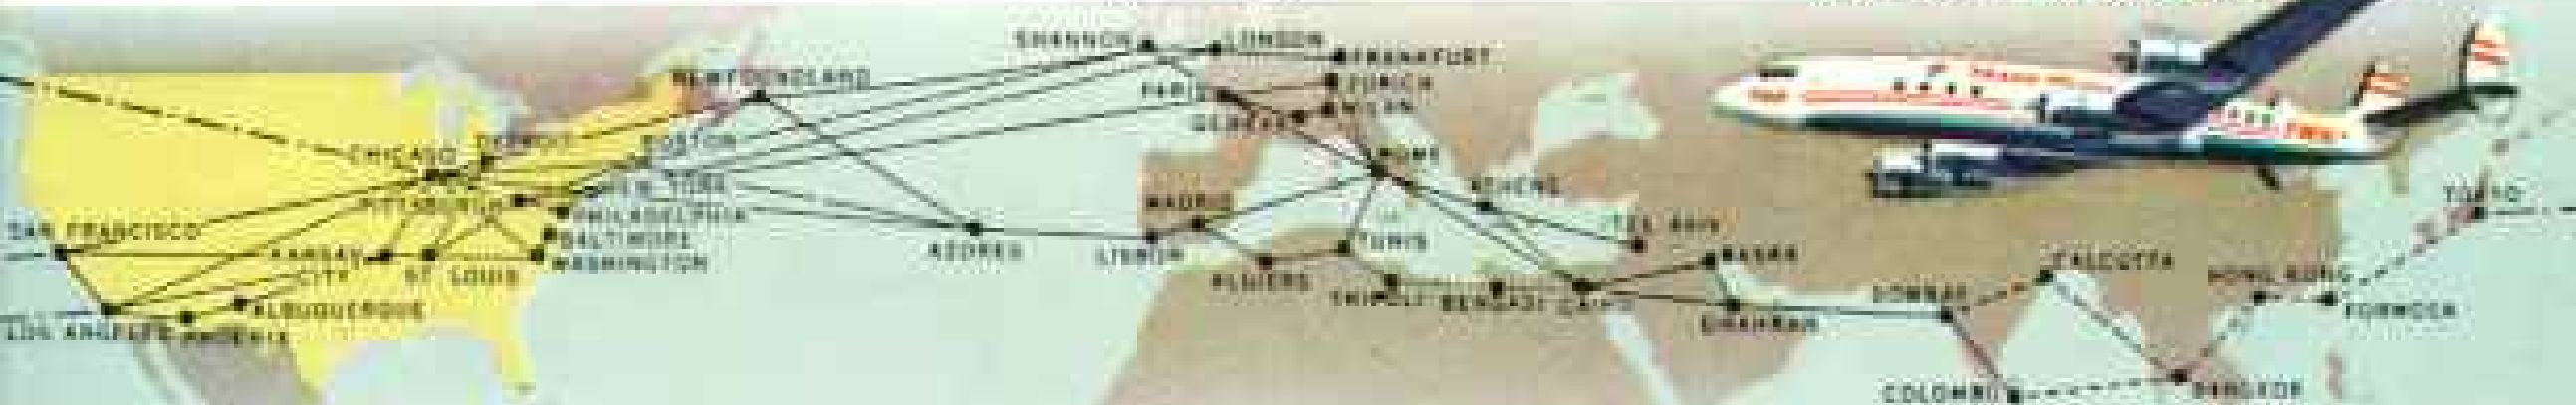 SHANNON
LONDON
FRANKFURT
NEWFOUNDLAND
ZURICH
PARIS
MILAN
GENEVA
BOSTON
DETROIT
CHICAGO
ROME
NEW YORK
ATHENS
PITTSBURGH
MADRID
TOKYO
PHILADELPHIA
TEL AVIV
SAN FRANCISCO
BALTIMORE
TUNIS
AZORES
LISBON
KANSAS
CITY
BASRA
WASHINGTON
CALCUTTA
ST. LOUIS
HONG KONG
ALGIERS
BOMBAY
TRIPOLI
BENGAZI
CAIRO
ALBUQUERQUE
FORMOSA
DHAHRAN
LOS ANGELES
PHOENIX
COLOMBO
BANGKOK